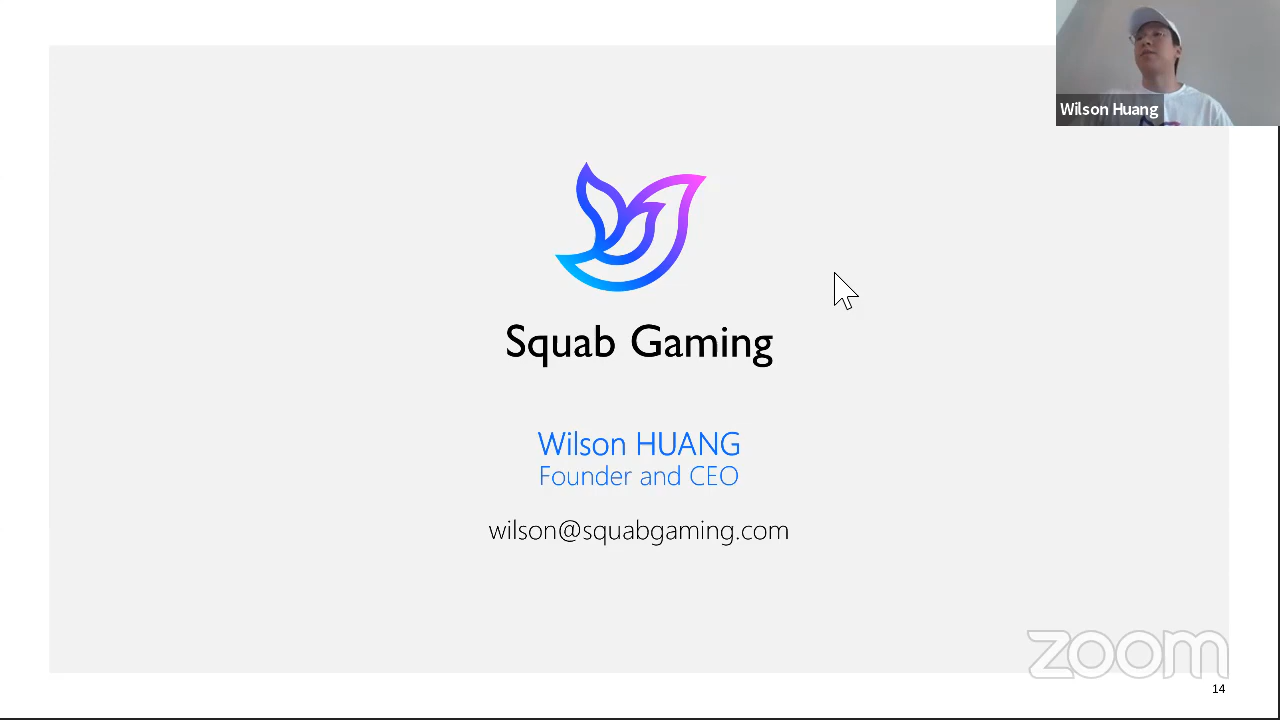 Wilson Huang
Squab Gaming
Wilson HUANG
Founder and CEO
wilson@squabgaming.com
zoom
14